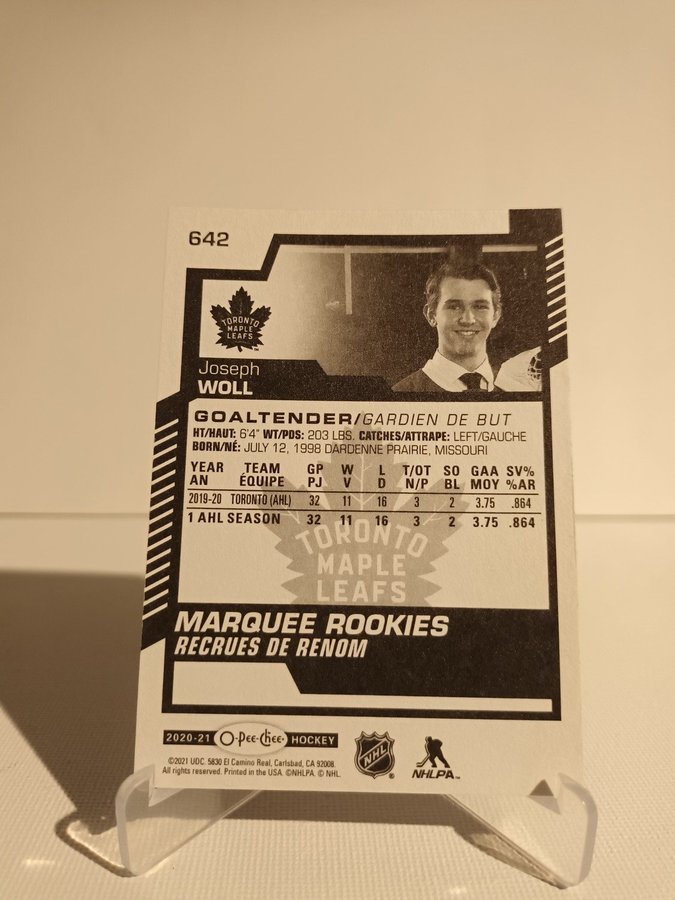 642
TORONTO
MAPLE
LEAFS
Joseph
WOLL
GOALTENDER/GARDIEN DE BUT
HT/HAUT: 6'4" WT/PDS: 203 LBS. CATCHES/ATTRAPE: LEFT/GAUCHE
BORN/NÉ: JULY 12, 1998 DARDENNE PRAIRIE, MISSOURI
YEAR TEAM GP W L T/OT SO GAA SV%
AN ÉQUIPE PJ V D N/P BL MOY %AR
2019-20 TORONTO (AHL) 32 11 16 3 2 3.75 .864
1 AHL SEASON 32 11 16 3 2 3.75 .864
TORONTO
MAPLE
LEAFS
MARQUEE ROOKIES
RECRUES DE RENOM
2020-21 O-Pee-Chee HOCKEY
©2021 UDC. 5830 El Camino Real, Carlsbad, CA 92008.
All rights reserved. Printed in the USA. ©NHLPA. © NHL.
NHL
NHLPA